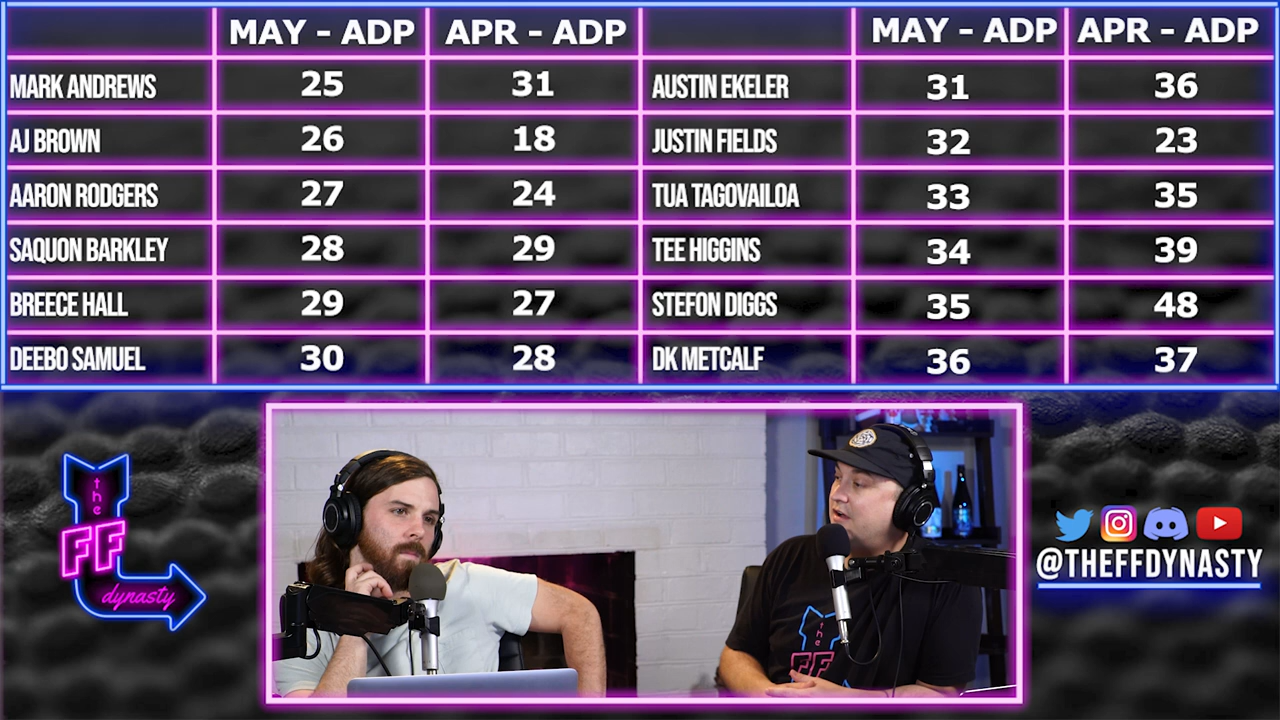 MAY - ADP APR - ADP MAY - ADP APR - ADP
MARK ANDREWS 25 31 AUSTIN EKELER 31 36
AJ BROWN 26 18 JUSTIN FIELDS 32 23
AARON RODGERS 27 24 TUA TAGOVAILOA 33 35
SAQUON BARKLEY 28 29 TEE HIGGINS 34 39
BREECE HALL 29 27 STEFON DIGGS 35 48
DEEBO SAMUEL 30 28 DK METCALF 36 37
the
FF
dynasty
the
FF
@THEFFDYNASTY